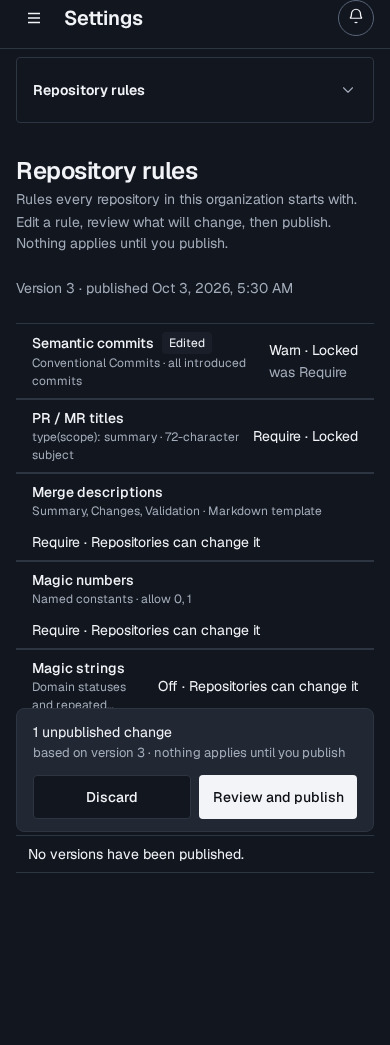 Settings
Repository rules
Repository rules
Rules every repository in this organization starts with.
Edit a rule, review what will change, then publish.
Nothing applies until you publish.
Version 3 · published Oct 3, 2026, 5:30 AM
Semantic commits Edited
Conventional Commits · all introduced
commits
Warn · Locked
was Require
PR / MR titles
type(scope): summary · 72-character
subject
Require · Locked
Merge descriptions
Summary, Changes, Validation · Markdown template
Require · Repositories can change it
Magic numbers
Named constants · allow 0, 1
Require · Repositories can change it
Magic strings
Domain statuses
and repeated…
Off · Repositories can change it
1 unpublished change
based on version 3 · nothing applies until you publish
Discard
Review and publish
No versions have been published.